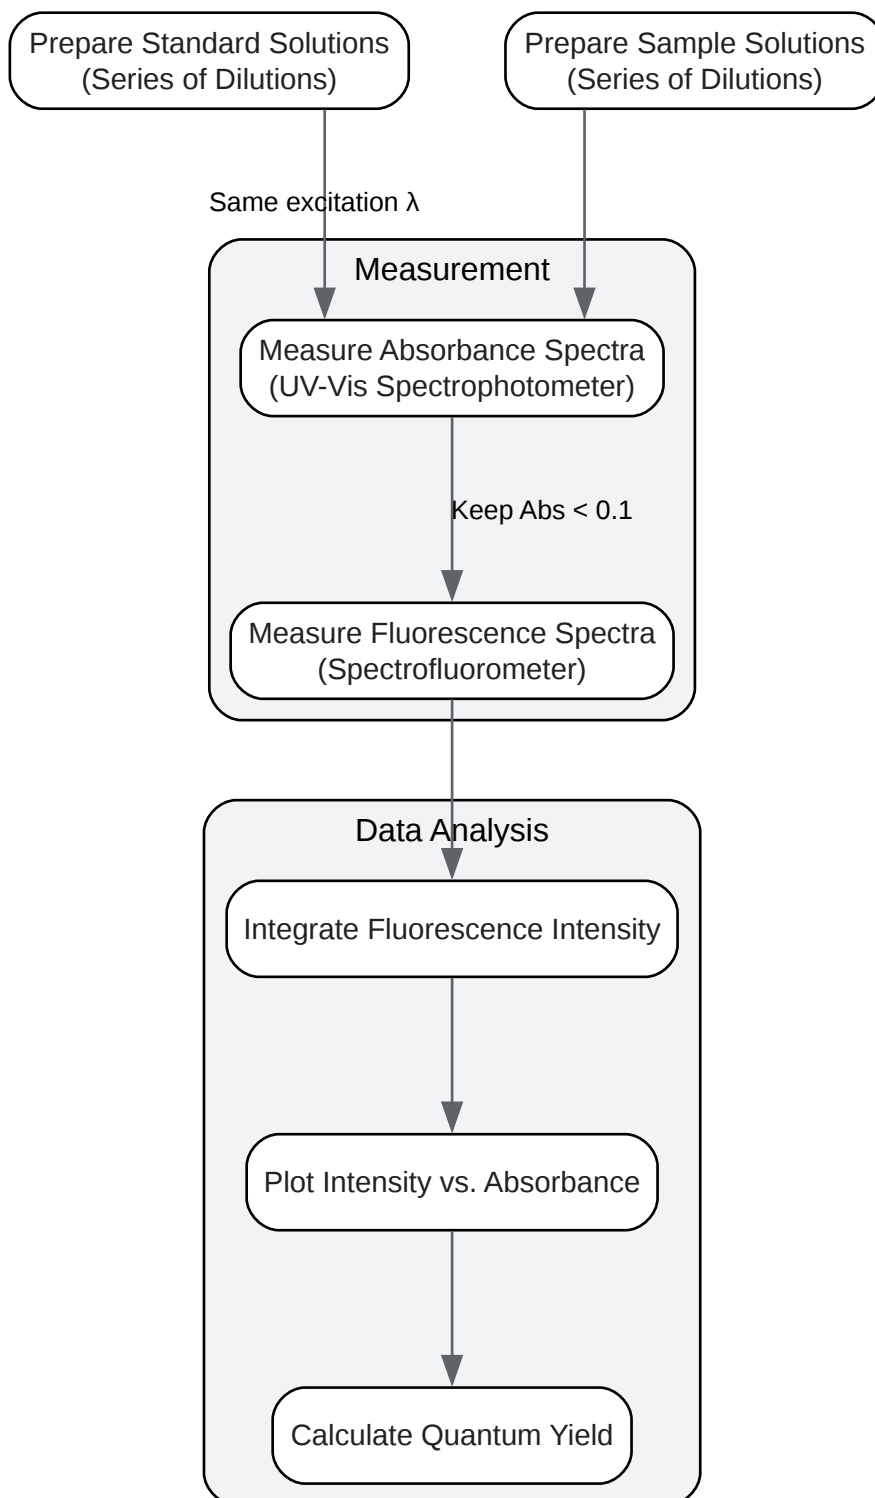 Prepare Standard Solutions
(Series of Dilutions)
Prepare Sample Solutions
(Series of Dilutions)
Same excitation λ
Measurement
Measure Absorbance Spectra
(UV-Vis Spectrophotometer)
Keep Abs < 0.1
Measure Fluorescence Spectra
(Spectrofluorometer)
Data Analysis
Integrate Fluorescence Intensity
Plot Intensity vs. Absorbance
Calculate Quantum Yield